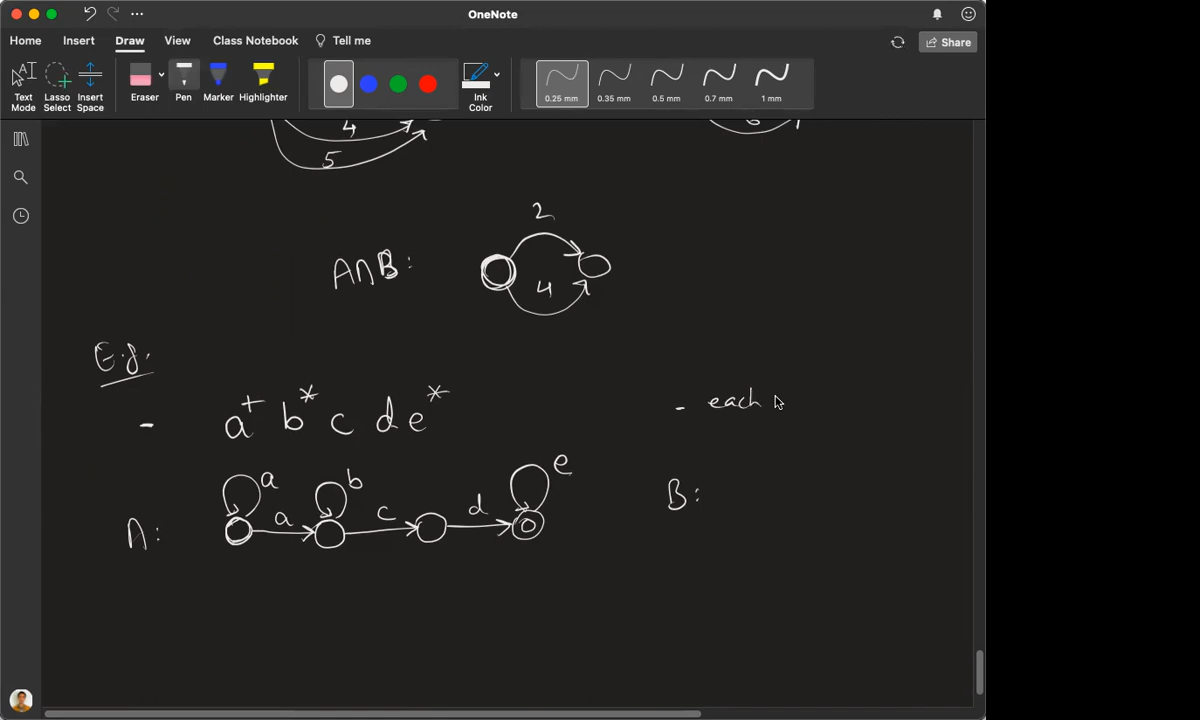 OneNote
Home Insert Draw View Class Notebook Tell me
Share
Text Mode
Lasso Select
Insert Space
Eraser
Pen
Marker
Highlighter
Ink Color
0.25 mm
0.35 mm
0.5 mm
0.7 mm
1 mm
4
5
2
A∩B:
4
E.g.
- a⁺ b* c d e*
- each
a b e
A: a c d
B: